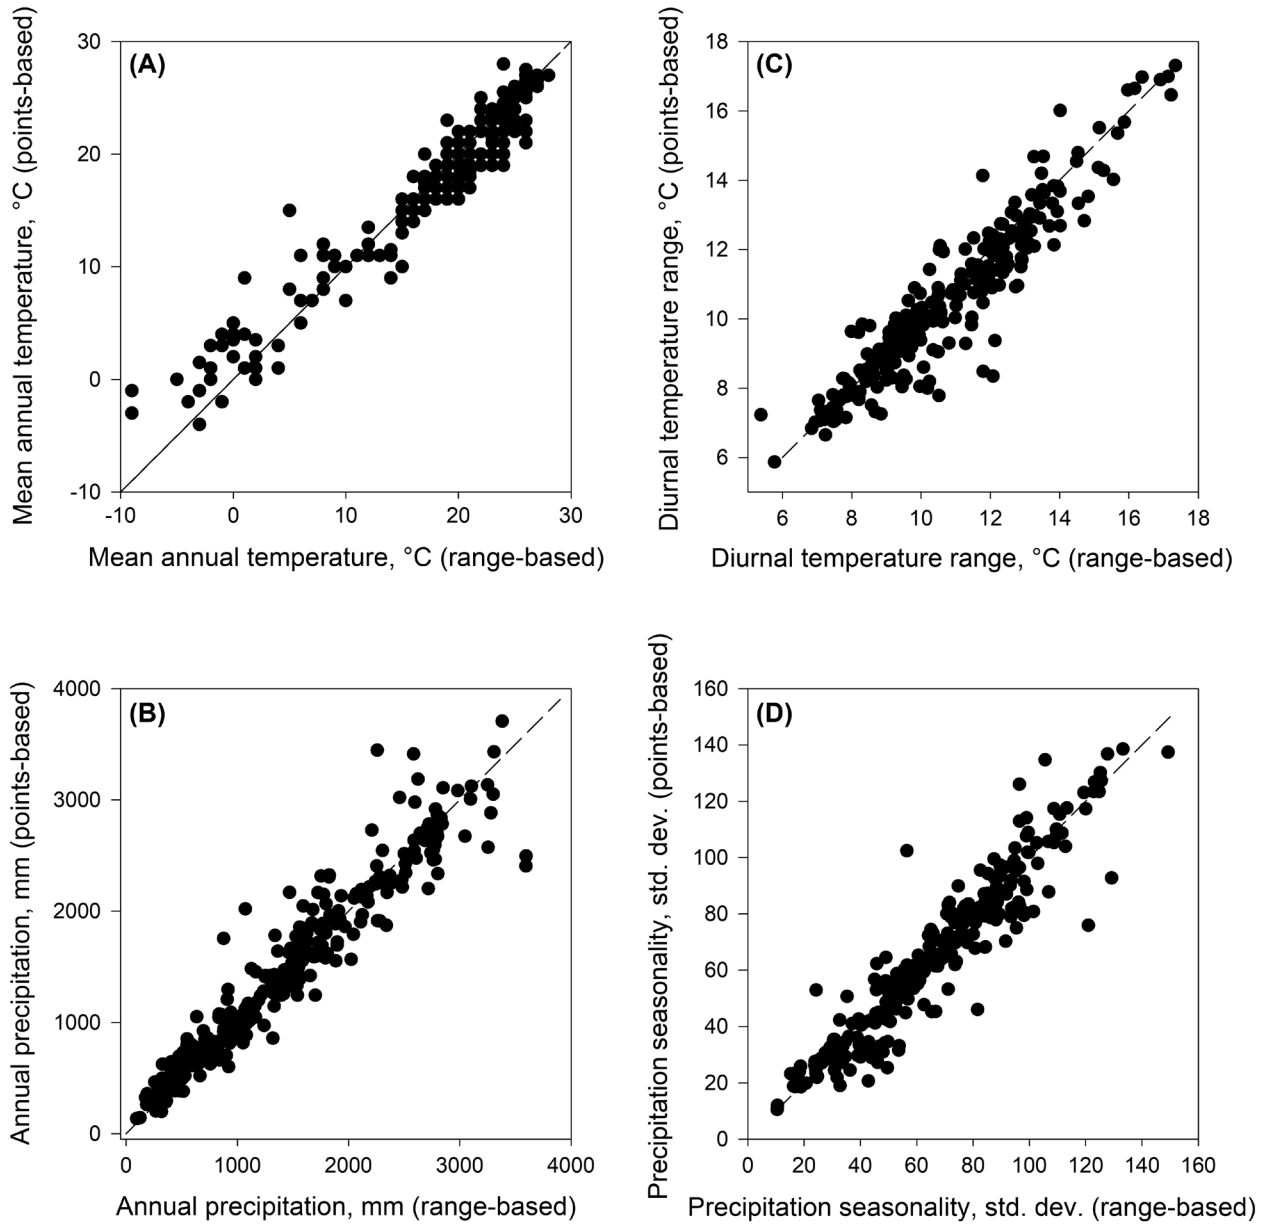 Mean annual temperature, °C (points-based)
(A)
30
20
10
0
-10
-10 0 10 20 30
Mean annual temperature, °C (range-based)
Diurnal temperature range, °C (points-based)
(C)
18
16
14
12
10
8
6
6 8 10 12 14 16 18
Diurnal temperature range, °C (range-based)
Annual precipitation, mm (points-based)
(B)
4000
3000
2000
1000
0
0 1000 2000 3000 4000
Annual precipitation, mm (range-based)
Precipitation seasonality, std. dev. (points-based)
(D)
160
140
120
100
80
60
40
20
0
0 20 40 60 80 100 120 140 160
Precipitation seasonality, std. dev. (range-based)